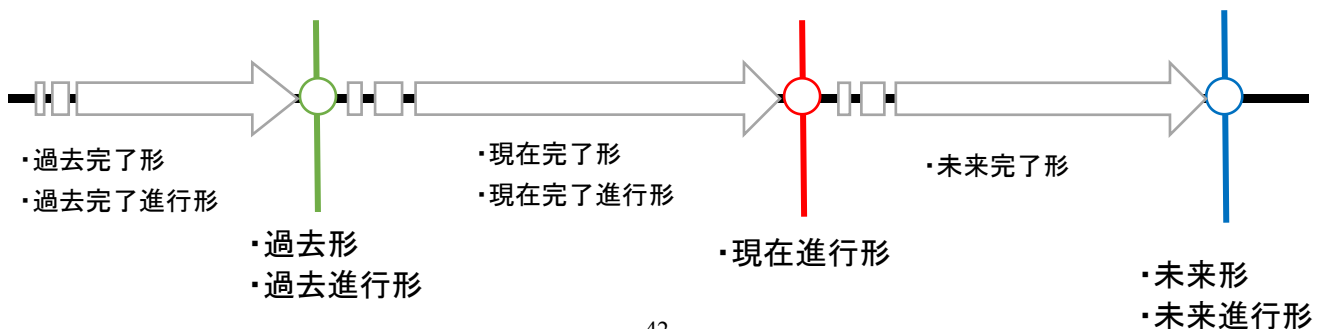 ・過去完了形
・過去完了進行形
・現在完了形
・現在完了進行形
・未来完了形
・過去形
・過去進行形
・現在進行形
・未来形
・未来進行形